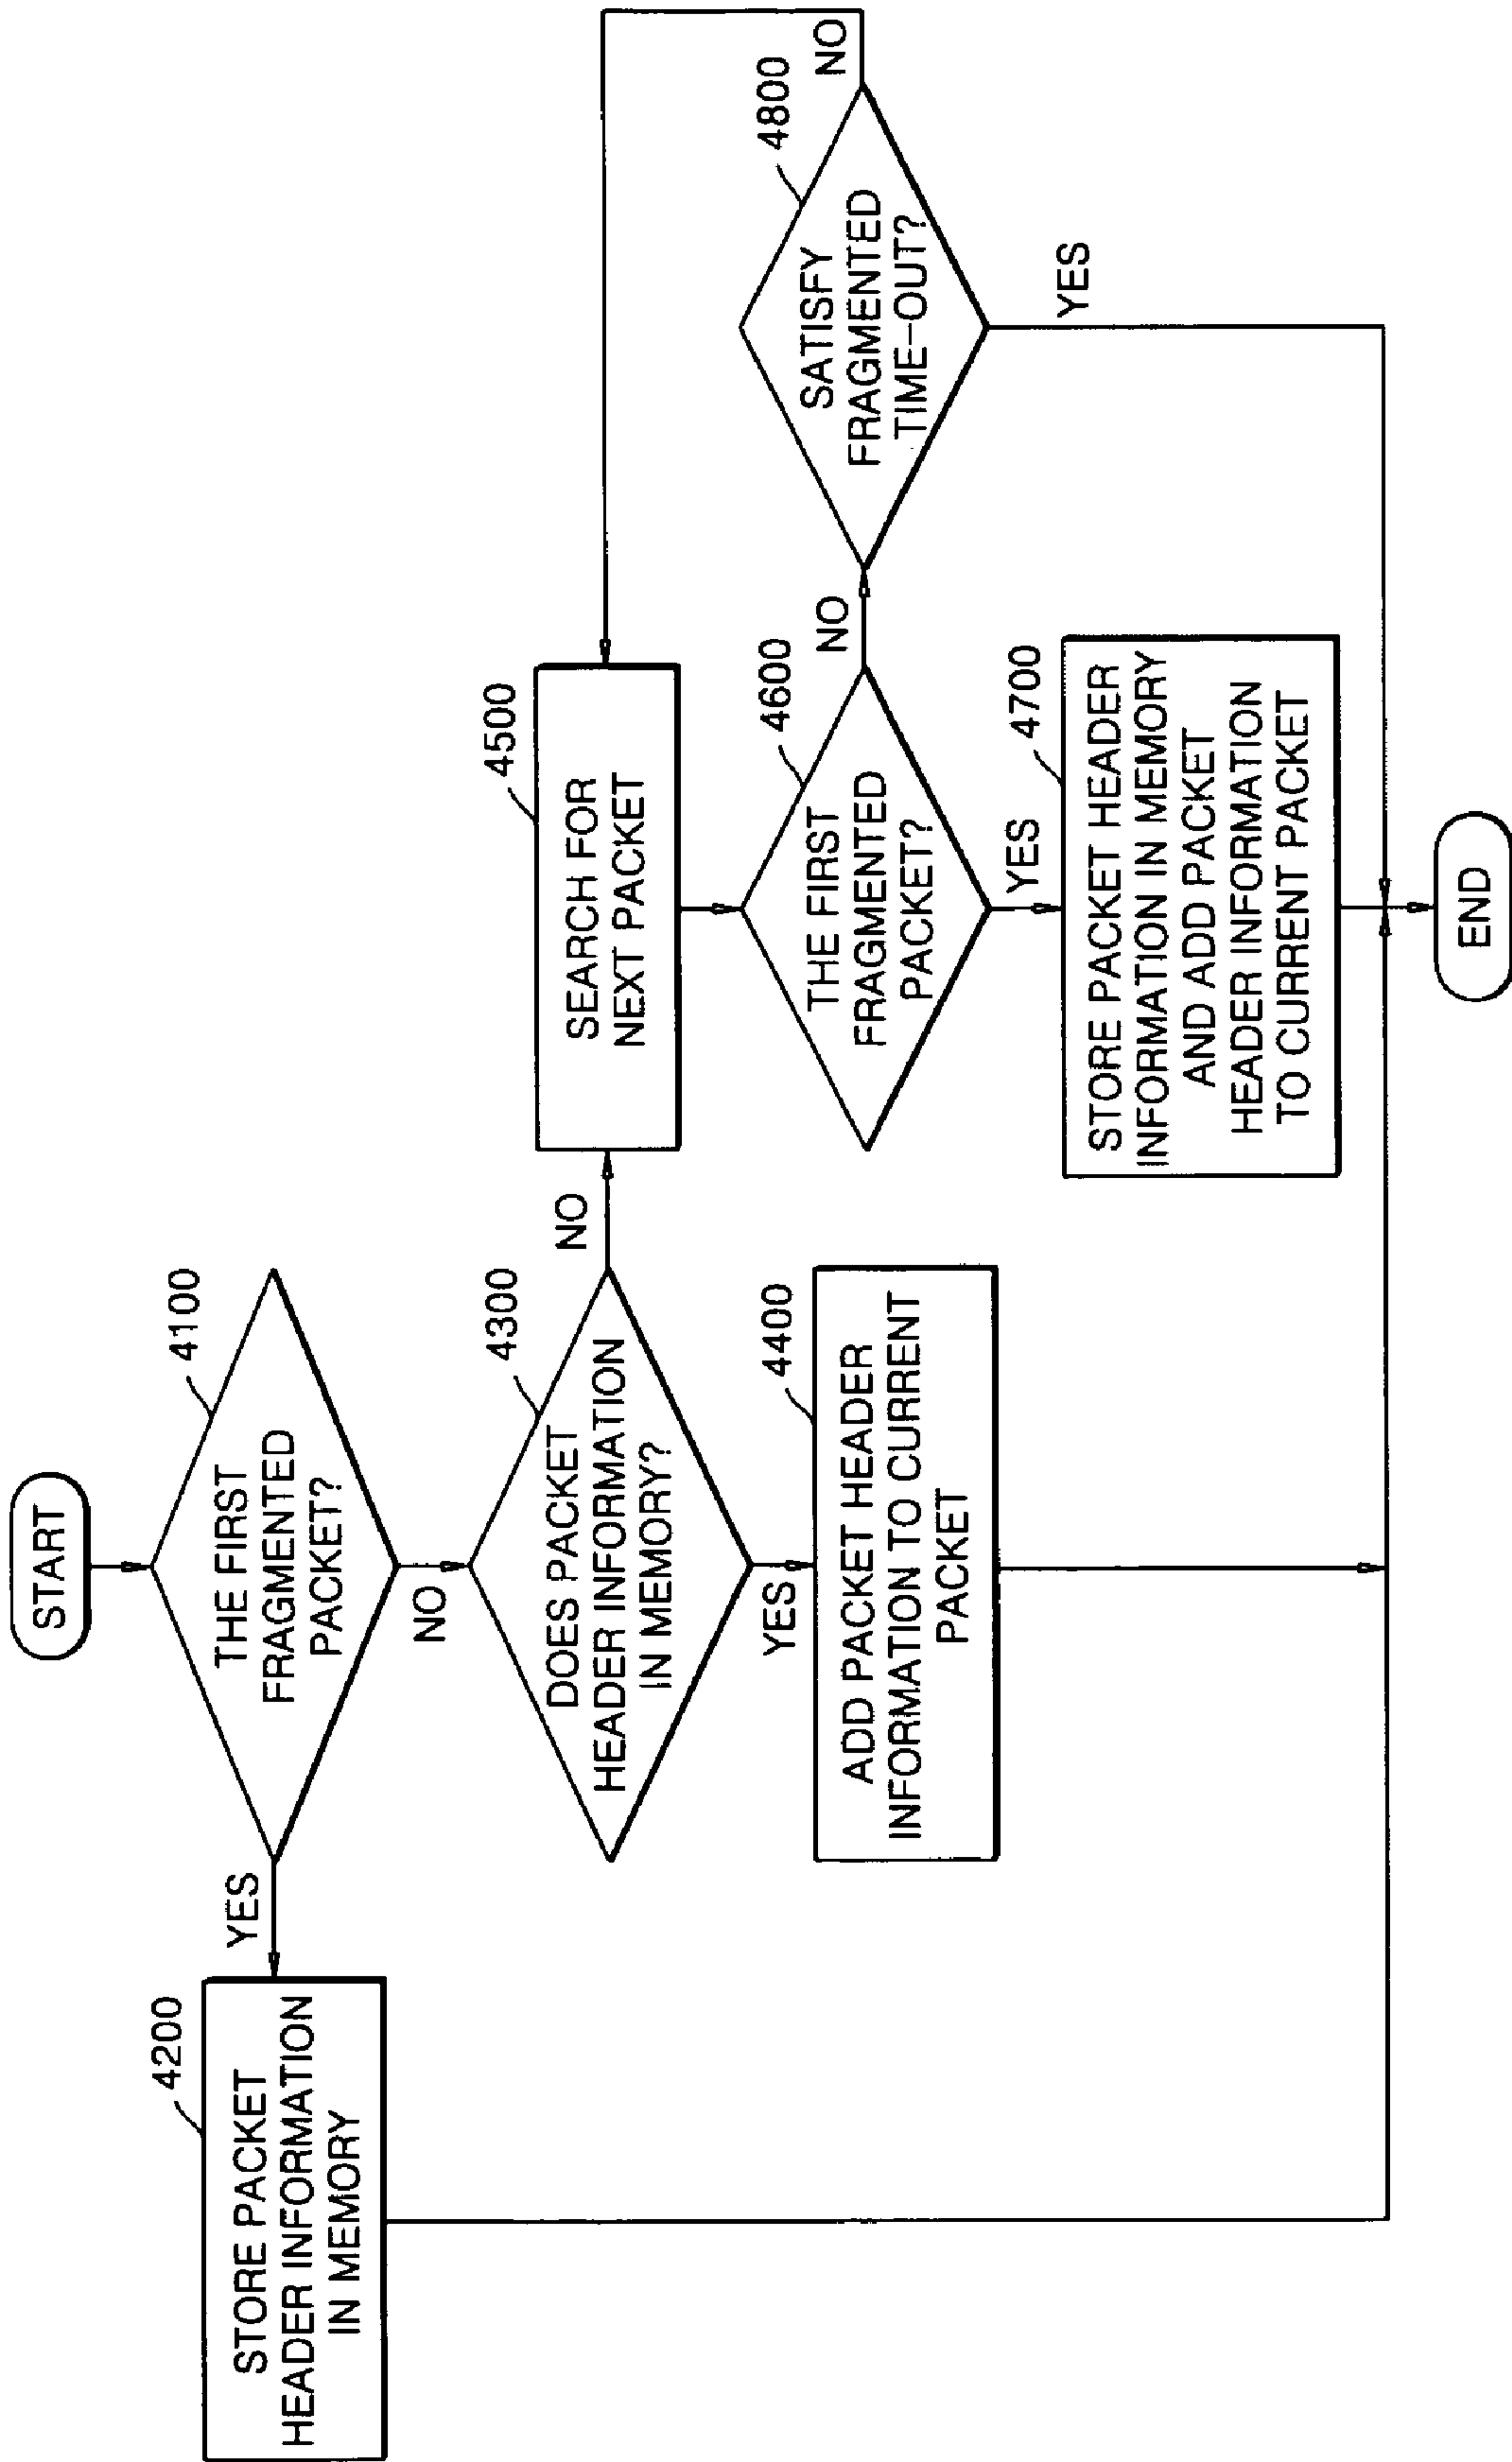 START
4100
THE FIRST
FRAGMENTED
PACKET?
YES
NO
4200
STORE PACKET
HEADER INFORMATION
IN MEMORY
4300
DOES PACKET
HEADER INFORMATION
IN MEMORY?
NO
YES
4400
ADD PACKET HEADER
INFORMATION TO CURRENT
PACKET
4500
SEARCH FOR
NEXT PACKET
4600
THE FIRST
FRAGMENTED
PACKET?
NO
YES
4700
STORE PACKET HEADER
INFORMATION IN MEMORY
AND ADD PACKET
HEADER INFORMATION
TO CURRENT PACKET
4800
SATISFY
FRAGMENTED
TIME-OUT?
NO
YES
END